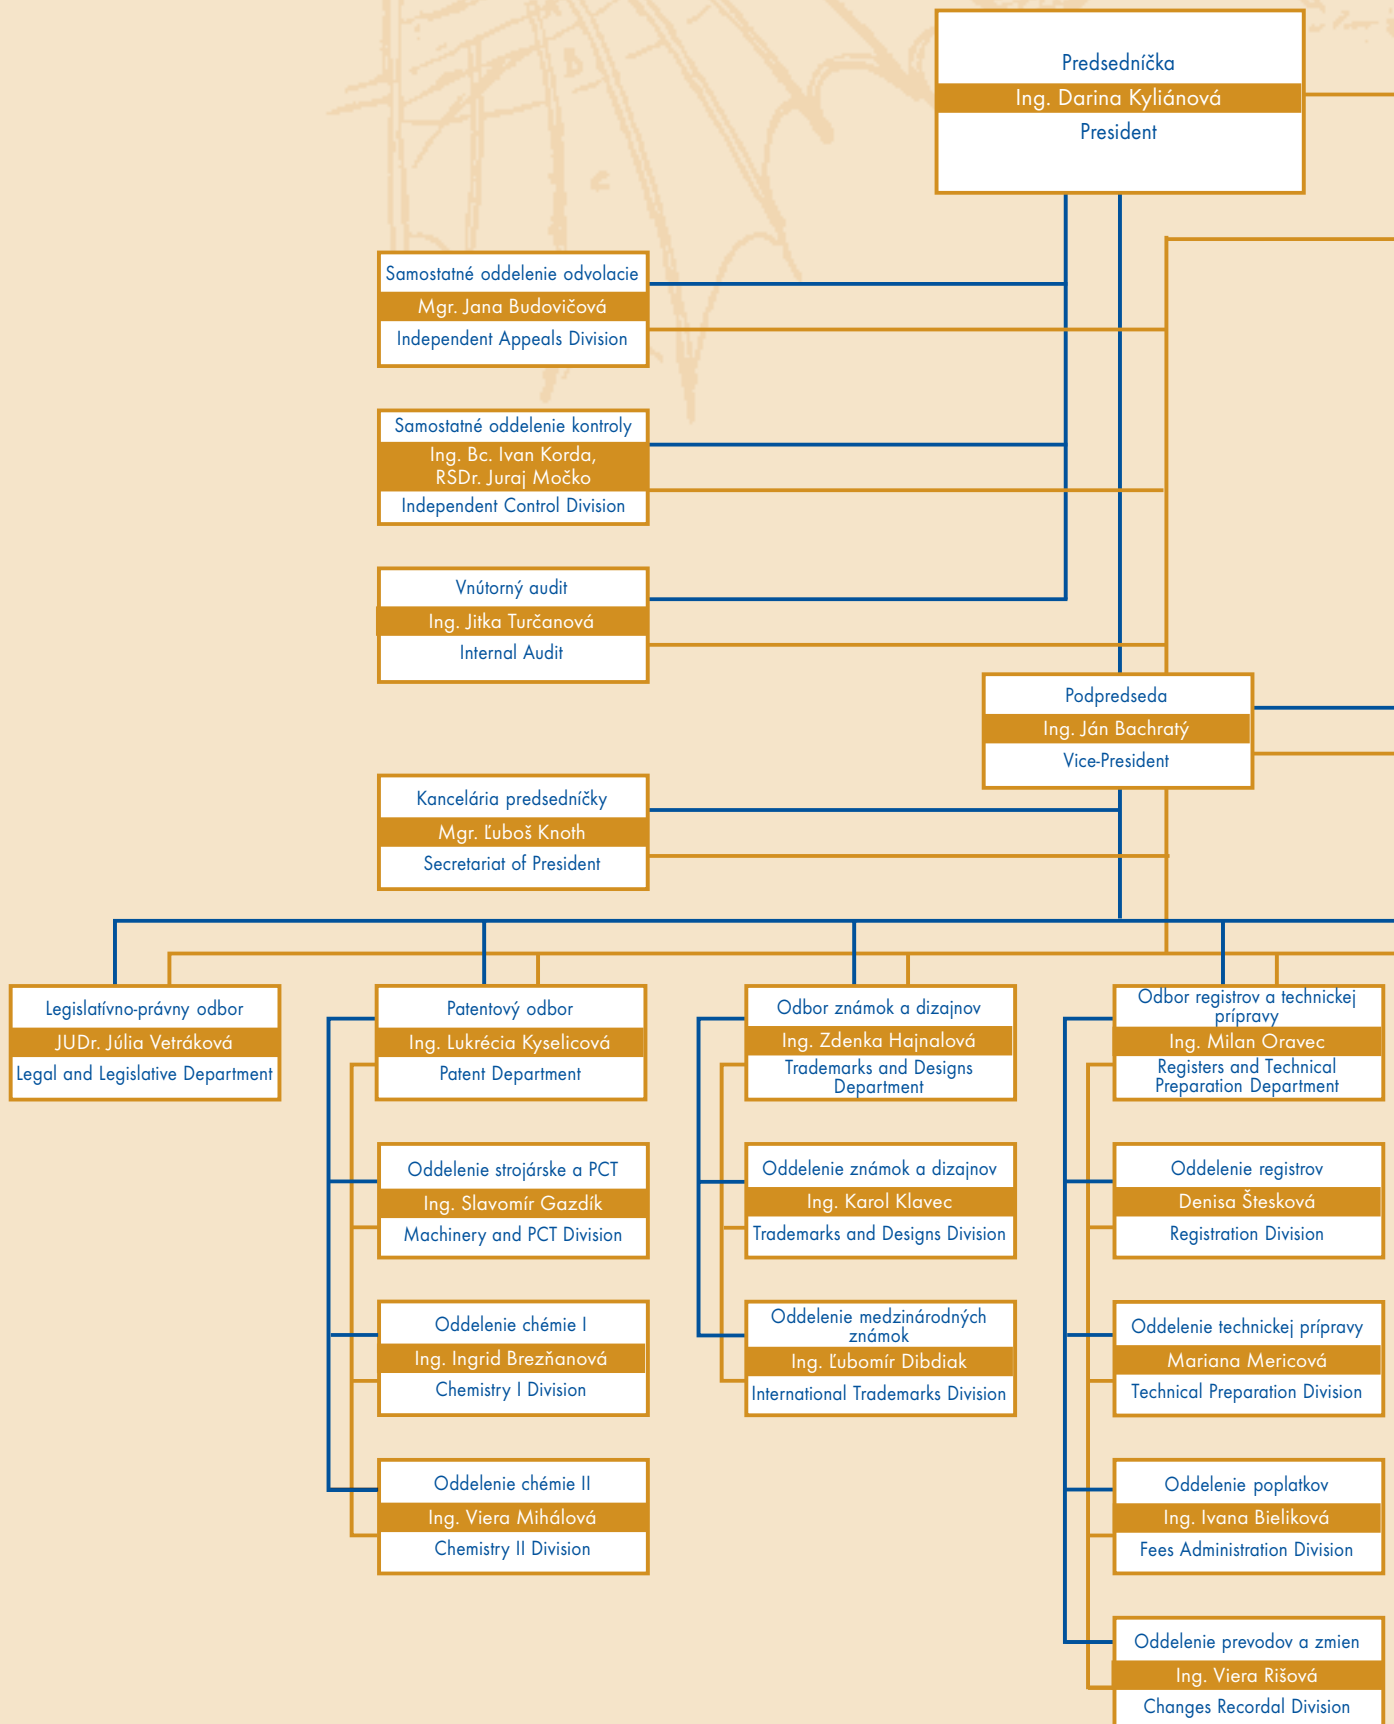 Predsedníčka
Ing. Darina Kyliánová
President
Samostatné oddelenie odvolacie
Mgr. Jana Budovičová
Independent Appeals Division
Samostatné oddelenie kontroly
Ing. Bc. Ivan Korda,
RSDr. Juraj Močko
Independent Control Division
Vnútorný audit
Ing. Jitka Turčanová
Internal Audit
Podpredseda
Ing. Ján Bachratý
Vice-President
Kancelária predsedníčky
Mgr. Ľuboš Knoth
Secretariat of President
Legislatívno-právny odbor
JUDr. Júlia Vetráková
Legal and Legislative Department
Patentový odbor
Ing. Lukrécia Kyselicová
Patent Department
Oddelenie strojárske a PCT
Ing. Slavomír Gazdík
Machinery and PCT Division
Oddelenie chémie I
Ing. Ingrid Brezňanová
Chemistry I Division
Oddelenie chémie II
Ing. Viera Mihálová
Chemistry II Division
Odbor známok a dizajnov
Ing. Zdenka Hajnalová
Trademarks and Designs
Department
Oddelenie známok a dizajnov
Ing. Karol Klavec
Trademarks and Designs Division
Oddelenie medzinárodných
známok
Ing. Ľubomír Dibdiak
International Trademarks Division
Odbor registrov a technickej
prípravy
Ing. Milan Oravec
Registers and Technical
Preparation Department
Oddelenie registrov
Denisa Štesková
Registration Division
Oddelenie technickej prípravy
Mariana Mericová
Technical Preparation Division
Oddelenie poplatkov
Ing. Ivana Bieliková
Fees Administration Division
Oddelenie prevodov a zmien
Ing. Viera Rišová
Changes Recordal Division